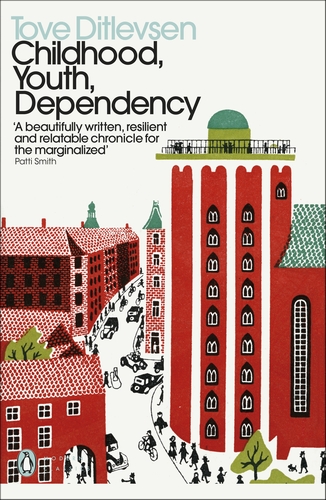 Tove Ditlevsen
Childhood,
Youth,
Dependency
'A beautifully written, resilient
and relatable chronicle for
the marginalized'
Patti Smith